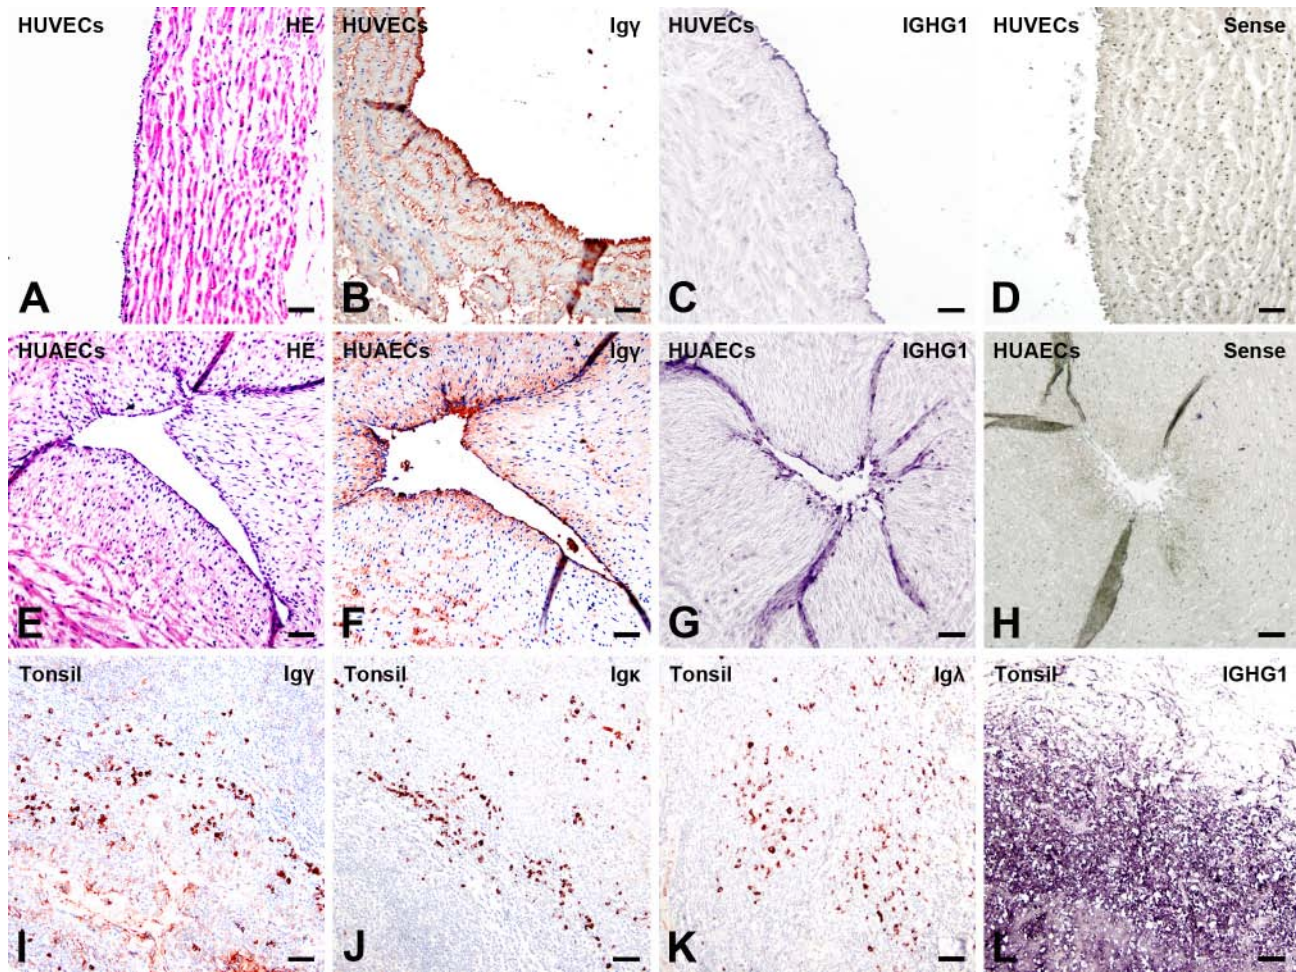 HUVECs HE
A
HUVECs Igγ
B
HUVECs IGHG1
C
HUVECs Sense
D
HUAECs HE
E
HUAECs Igγ
F
HUAECs IGHG1
G
HUAECs Sense
H
Tonsil Igγ
I
Tonsil Igκ
J
Tonsil Igλ
K
Tonsil IGHG1
L